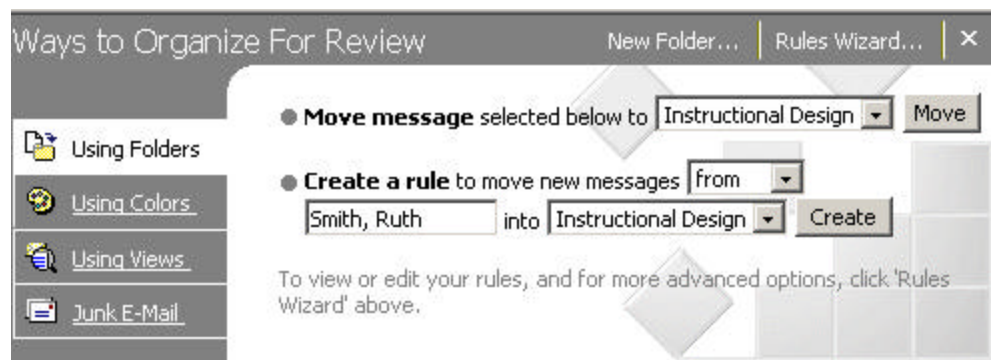 Ways to Organize For Review New Folder... Rules Wizard... ×
Move message selected below to Instructional Design Move
Using Folders
Create a rule to move new messages from
Using Colors
Smith, Ruth into Instructional Design Create
Using Views
To view or edit your rules, and for more advanced options, click 'Rules
Wizard' above.
Junk E-Mail